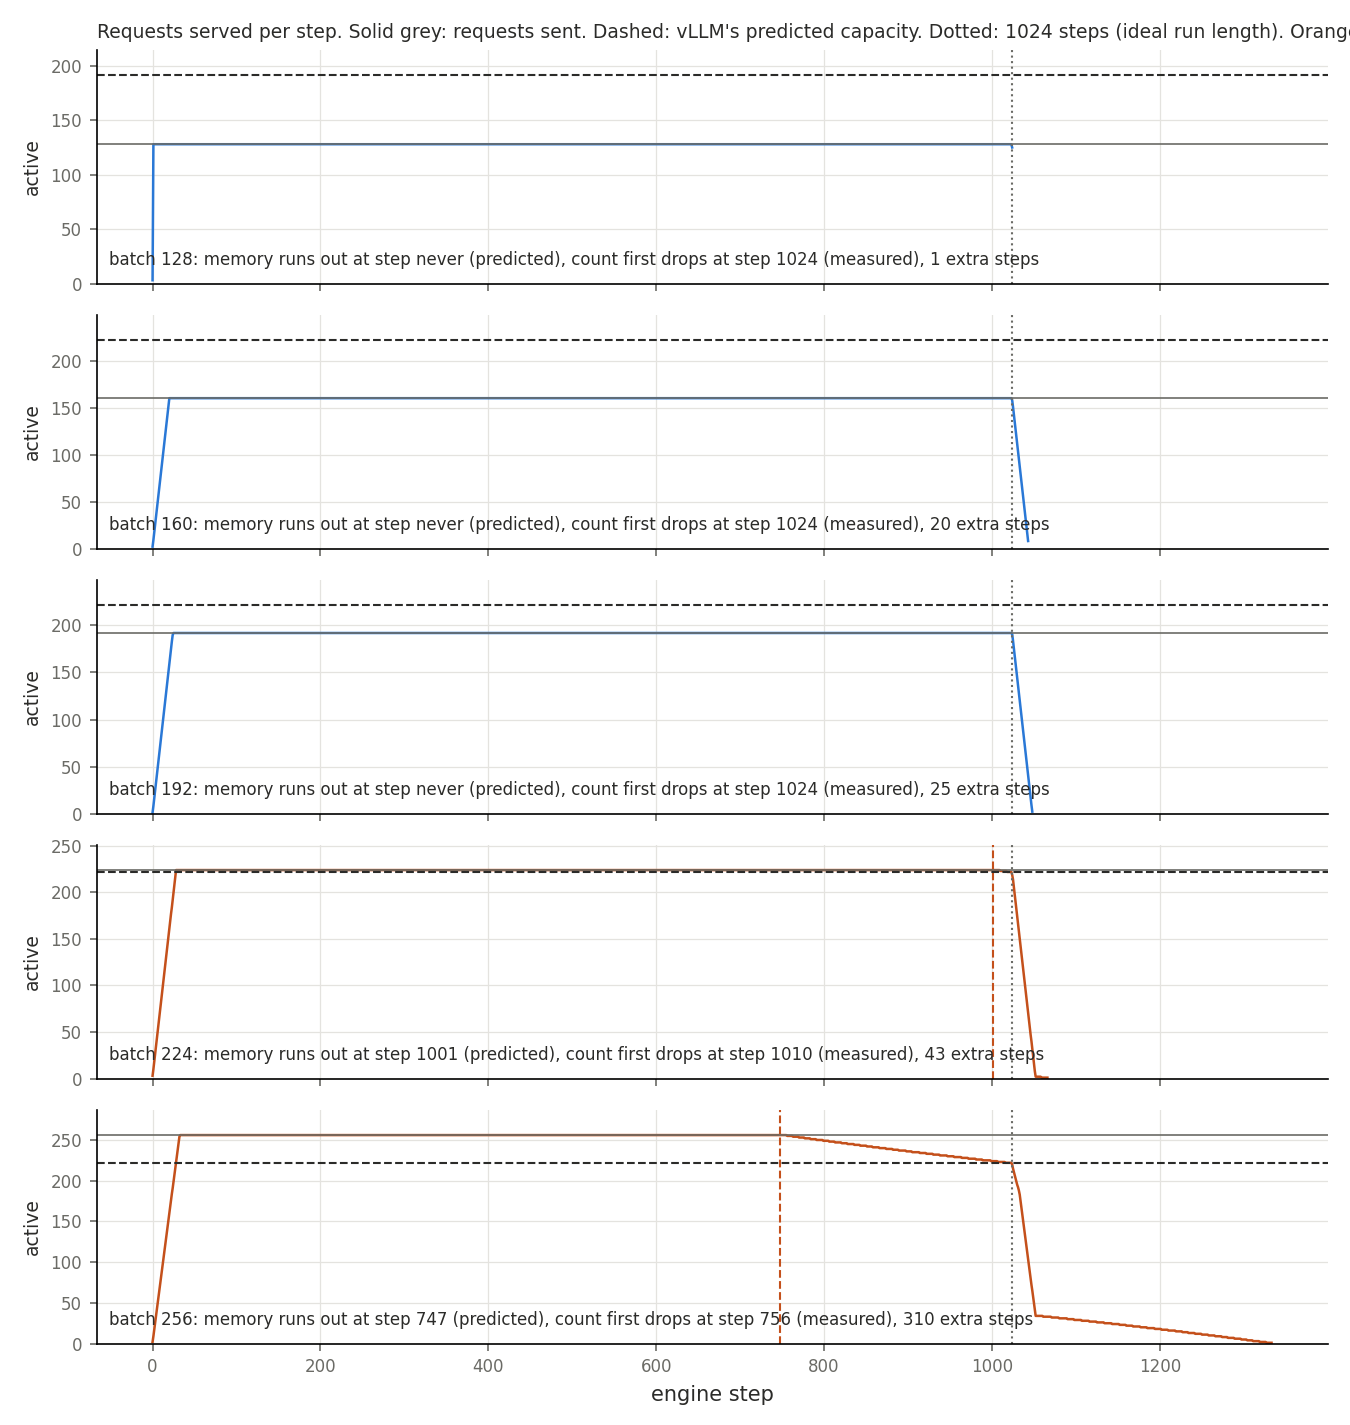 Requests served per step. Solid grey: requests sent. Dashed: vLLM's predicted capacity. Dotted: 1024 steps (ideal run length). Orang
200
150
100
50
0
active
batch 128: memory runs out at step never (predicted), count first drops at step 1024 (measured), 1 extra steps
200
150
100
50
0
active
batch 160: memory runs out at step never (predicted), count first drops at step 1024 (measured), 20 extra steps
200
150
100
50
0
active
batch 192: memory runs out at step never (predicted), count first drops at step 1024 (measured), 25 extra steps
250
200
150
100
50
0
active
batch 224: memory runs out at step 1001 (predicted), count first drops at step 1010 (measured), 43 extra steps
250
200
150
100
50
0
active
batch 256: memory runs out at step 747 (predicted), count first drops at step 756 (measured), 310 extra steps
0 200 400 600 800 1000 1200
engine step